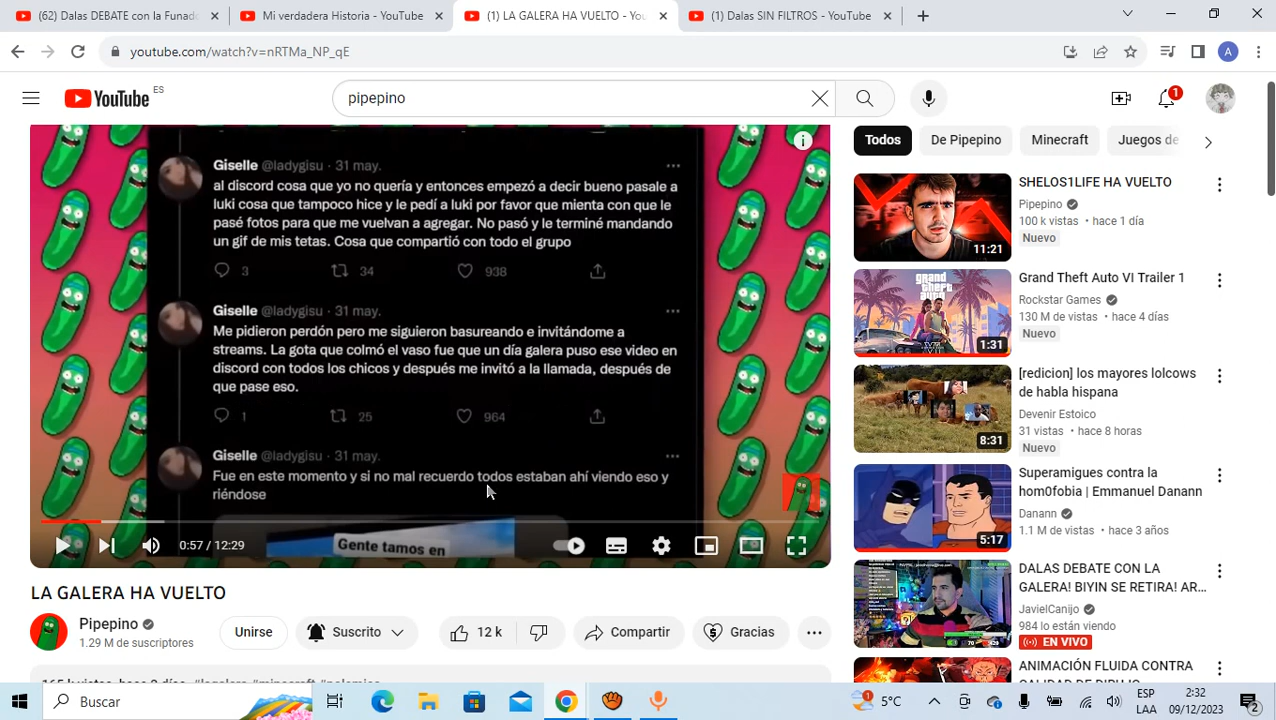 (62) Dalas DEBATE con la Funado
Mi verdadera Historia - YouTube
(1) LA GALERA HA VUELTO - You
(1) Dalas SIN FILTROS - YouTube
youtube.com/watch?v=nRTMa_NP_qE
A
YouTube ES
pipepino
1
Giselle @ladygisu · 31 may.
al discord cosa que yo no quería y entonces empezó a decir bueno pasale a
luki cosa que tampoco hice y le pedí a luki por favor que mienta con que le
pasé fotos para que me vuelvan a agregar. No pasó y le terminé mandando
un gif de mis tetas. Cosa que compartió con todo el grupo
3 34 938
Giselle @ladygisu · 31 may.
Me pidieron perdón pero me siguieron basureando e invitándome a
streams. La gota que colmó el vaso fue que un día galera puso ese video en
discord con todos los chicos y después me invitó a la llamada, después de
que pase eso.
1 25 964
Giselle @ladygisu · 31 may.
Fue en este momento y si no mal recuerdo todos estaban ahí viendo eso y
riéndose
Gente tamos en
0:57 / 12:29
LA GALERA HA VUELTO
Pipepino
1.29 M de suscriptores
Unirse
Suscrito
12 k
Compartir
Gracias
Todos
De Pipepino
Minecraft
Juegos de
SHELOS1LIFE HA VUELTO
Pipepino
100 k vistas • hace 1 día
Nuevo
11:21
Grand Theft Auto VI Trailer 1
Rockstar Games
130 M de vistas • hace 4 días
Nuevo
1:31
[redicion] los mayores lolcows
de habla hispana
Devenir Estoico
31 vistas • hace 8 horas
Nuevo
8:31
Superamigues contra la
hom0fobia | Emmanuel Danann
Danann
1.1 M de vistas • hace 3 años
5:17
DALAS DEBATE CON LA
GALERA! BIYIN SE RETIRA! AR...
JavielCanijo
984 lo están viendo
EN VIVO
ANIMACIÓN FLUIDA CONTRA
Buscar
5°C
ESP
LAA
2:32
09/12/2023
2